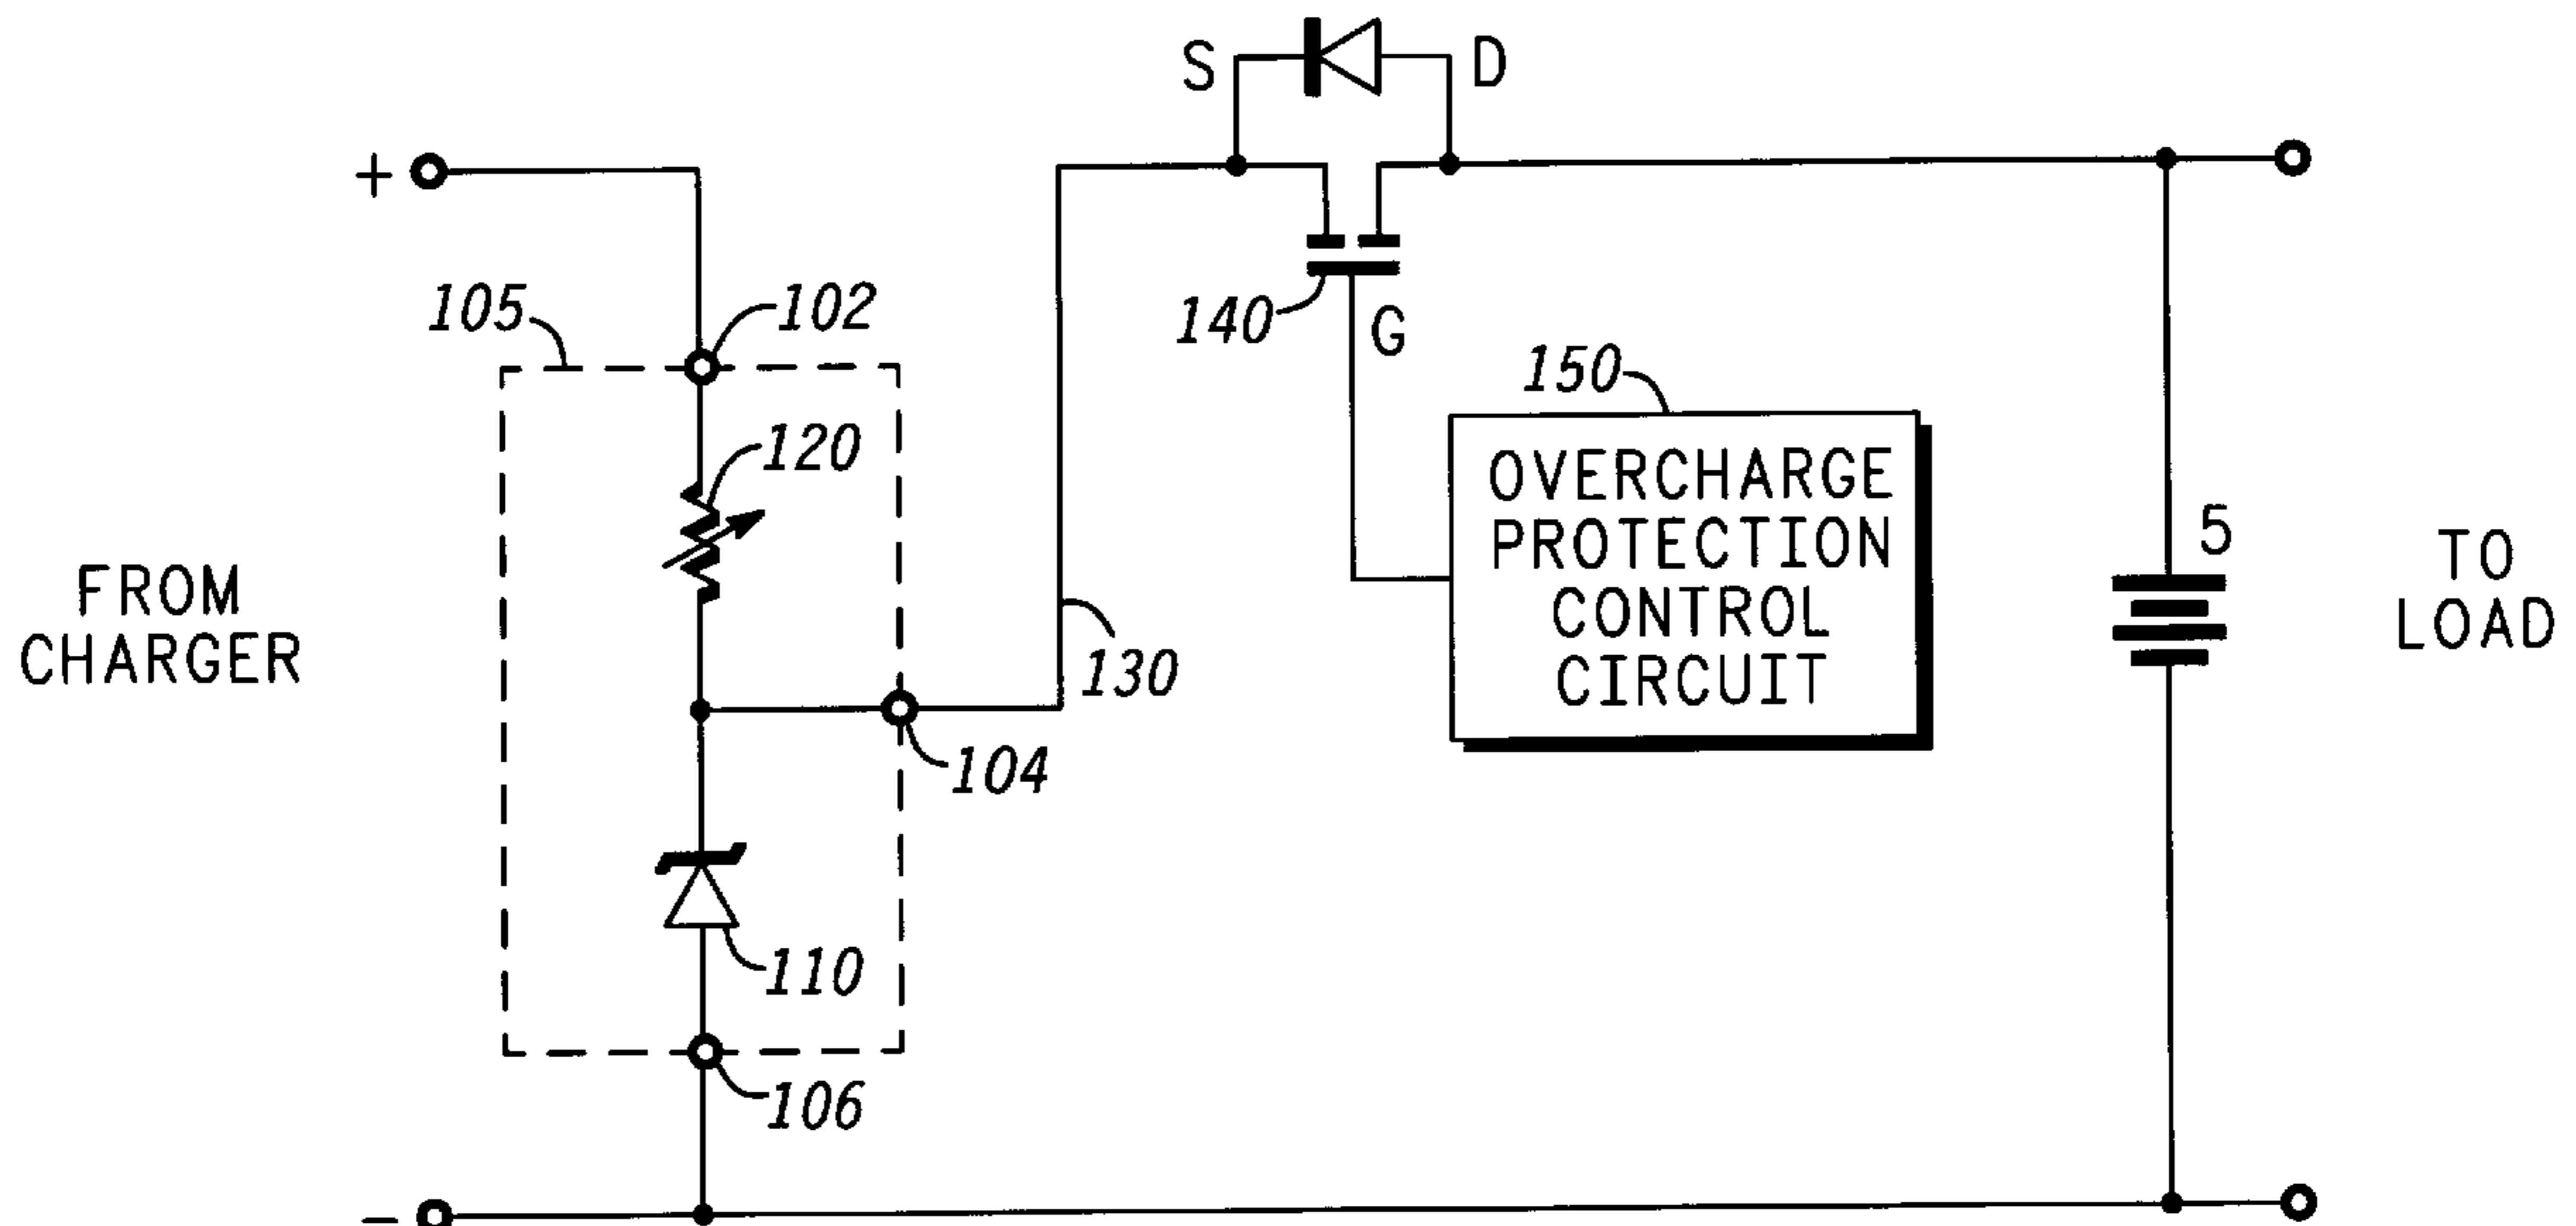 S
D
+
105
102
140
G
150
120
OVERCHARGE
PROTECTION
CONTROL
CIRCUIT
5
FROM
CHARGER
TO
LOAD
130
104
110
106
-